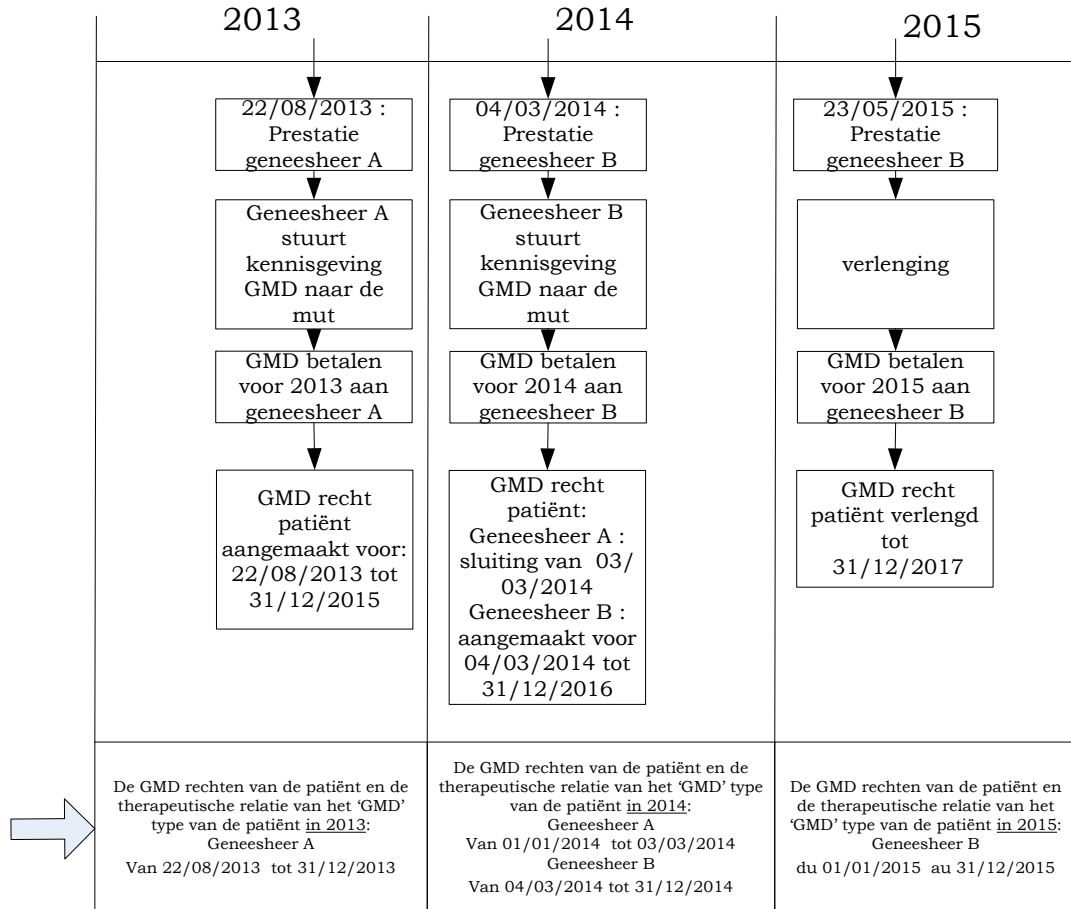 2013
22/08/2013 :
Prestatie
geneesheer A
Geneesheer A
stuurt
kennisgeving
GMD naar de
mut
GMD betalen
voor 2013 aan
geneesheer A
GMD recht
patiënt
aangemaakt voor:
22/08/2013 tot
31/12/2015
De GMD rechten van de patiënt en de
therapeutische relatie van het ‘GMD’
type van de patiënt in 2013:
Geneesheer A
Van 22/08/2013 tot 31/12/2013
2014
04/03/2014 :
Prestatie
geneesheer B
Geneesheer B
stuurt
kennisgeving
GMD naar de
mut
GMD betalen
voor 2014 aan
geneesheer B
GMD recht
patiënt:
Geneesheer A :
sluiting van 03/
03/2014
Geneesheer B :
aangemaakt voor
04/03/2014 tot
31/12/2016
De GMD rechten van de patiënt en de
therapeutische relatie van het ‘GMD’ type
van de patiënt in 2014:
Geneesheer A
Van 01/01/2014 tot 03/03/2014
Geneesheer B
Van 04/03/2014 tot 31/12/2014
2015
23/05/2015 :
Prestatie
geneesheer B
verlenging
GMD betalen
voor 2015 aan
geneesheer B
GMD recht
patiënt verlengd
tot
31/12/2017
De GMD rechten van de patiënt
en de therapeutische relatie van het
‘GMD’ type van de patiënt in 2015:
Geneesheer B
du 01/01/2015 au 31/12/2015